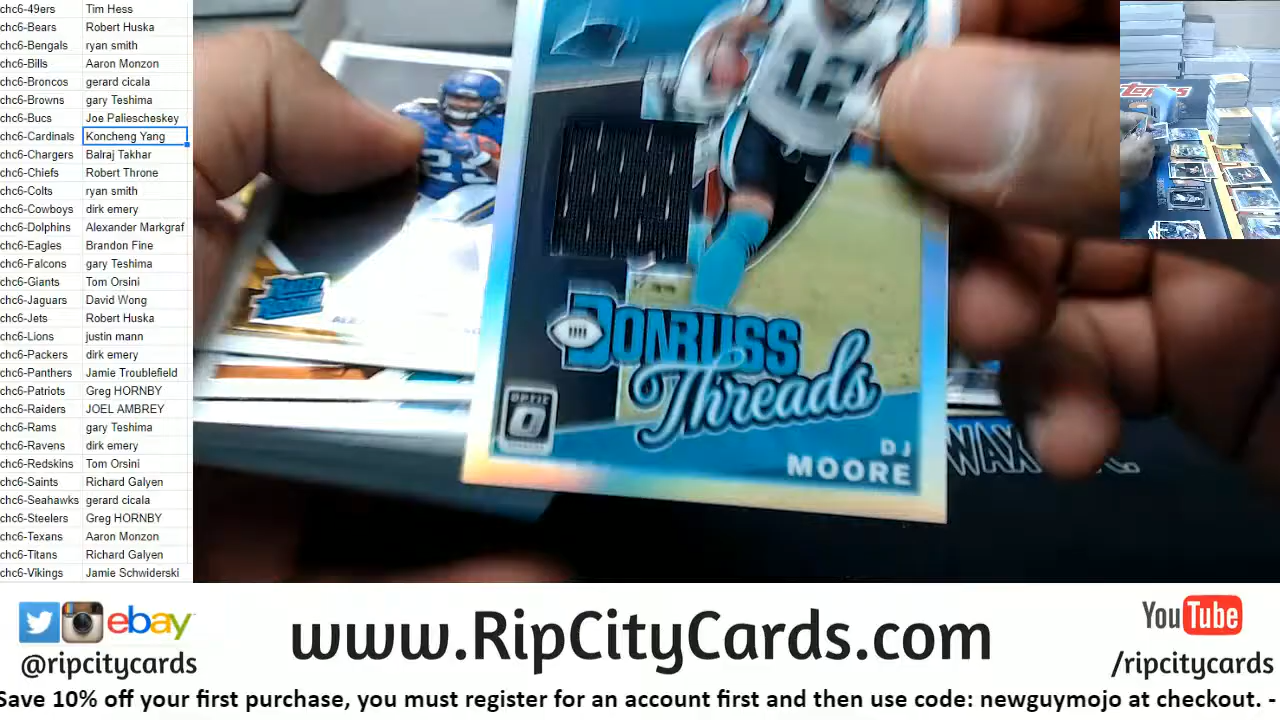 chc6-49ers Tim Hess
chc6-Bears Robert Huska
chc6-Bengals ryan smith
chc6-Bills Aaron Monzon
chc6-Broncos gerard cicala
chc6-Browns gary Teshima
chc6-Bucs Joe Paliescheskey
chc6-Cardinals Koncheng Yang
chc6-Chargers Balraj Takhar
chc6-Chiefs Robert Throne
chc6-Colts ryan smith
chc6-Cowboys dirk emery
chc6-Dolphins Alexander Markgraf
chc6-Eagles Brandon Fine
chc6-Falcons gary Teshima
chc6-Giants Tom Orsini
chc6-Jaguars David Wong
chc6-Jets Robert Huska
chc6-Lions justin mann
chc6-Packers dirk emery
chc6-Panthers Jamie Troublefield
chc6-Patriots Greg HORNBY
chc6-Raiders JOEL AMBREY
chc6-Rams gary Teshima
chc6-Ravens dirk emery
chc6-Redskins Tom Orsini
chc6-Saints Richard Galyen
chc6-Seahawks gerard cicala
chc6-Steelers Greg HORNBY
chc6-Texans Aaron Monzon
chc6-Titans Richard Galyen
chc6-Vikings Jamie Schwiderski
12
23
DONRUSS
Threads
OPTIC
DJ
MOORE
WAX
Topps
ebay
@ripcitycards
www.RipCityCards.com
YouTube
/ripcitycards
Save 10% off your first purchase, you must register for an account first and then use code: newguymojo at checkout. -